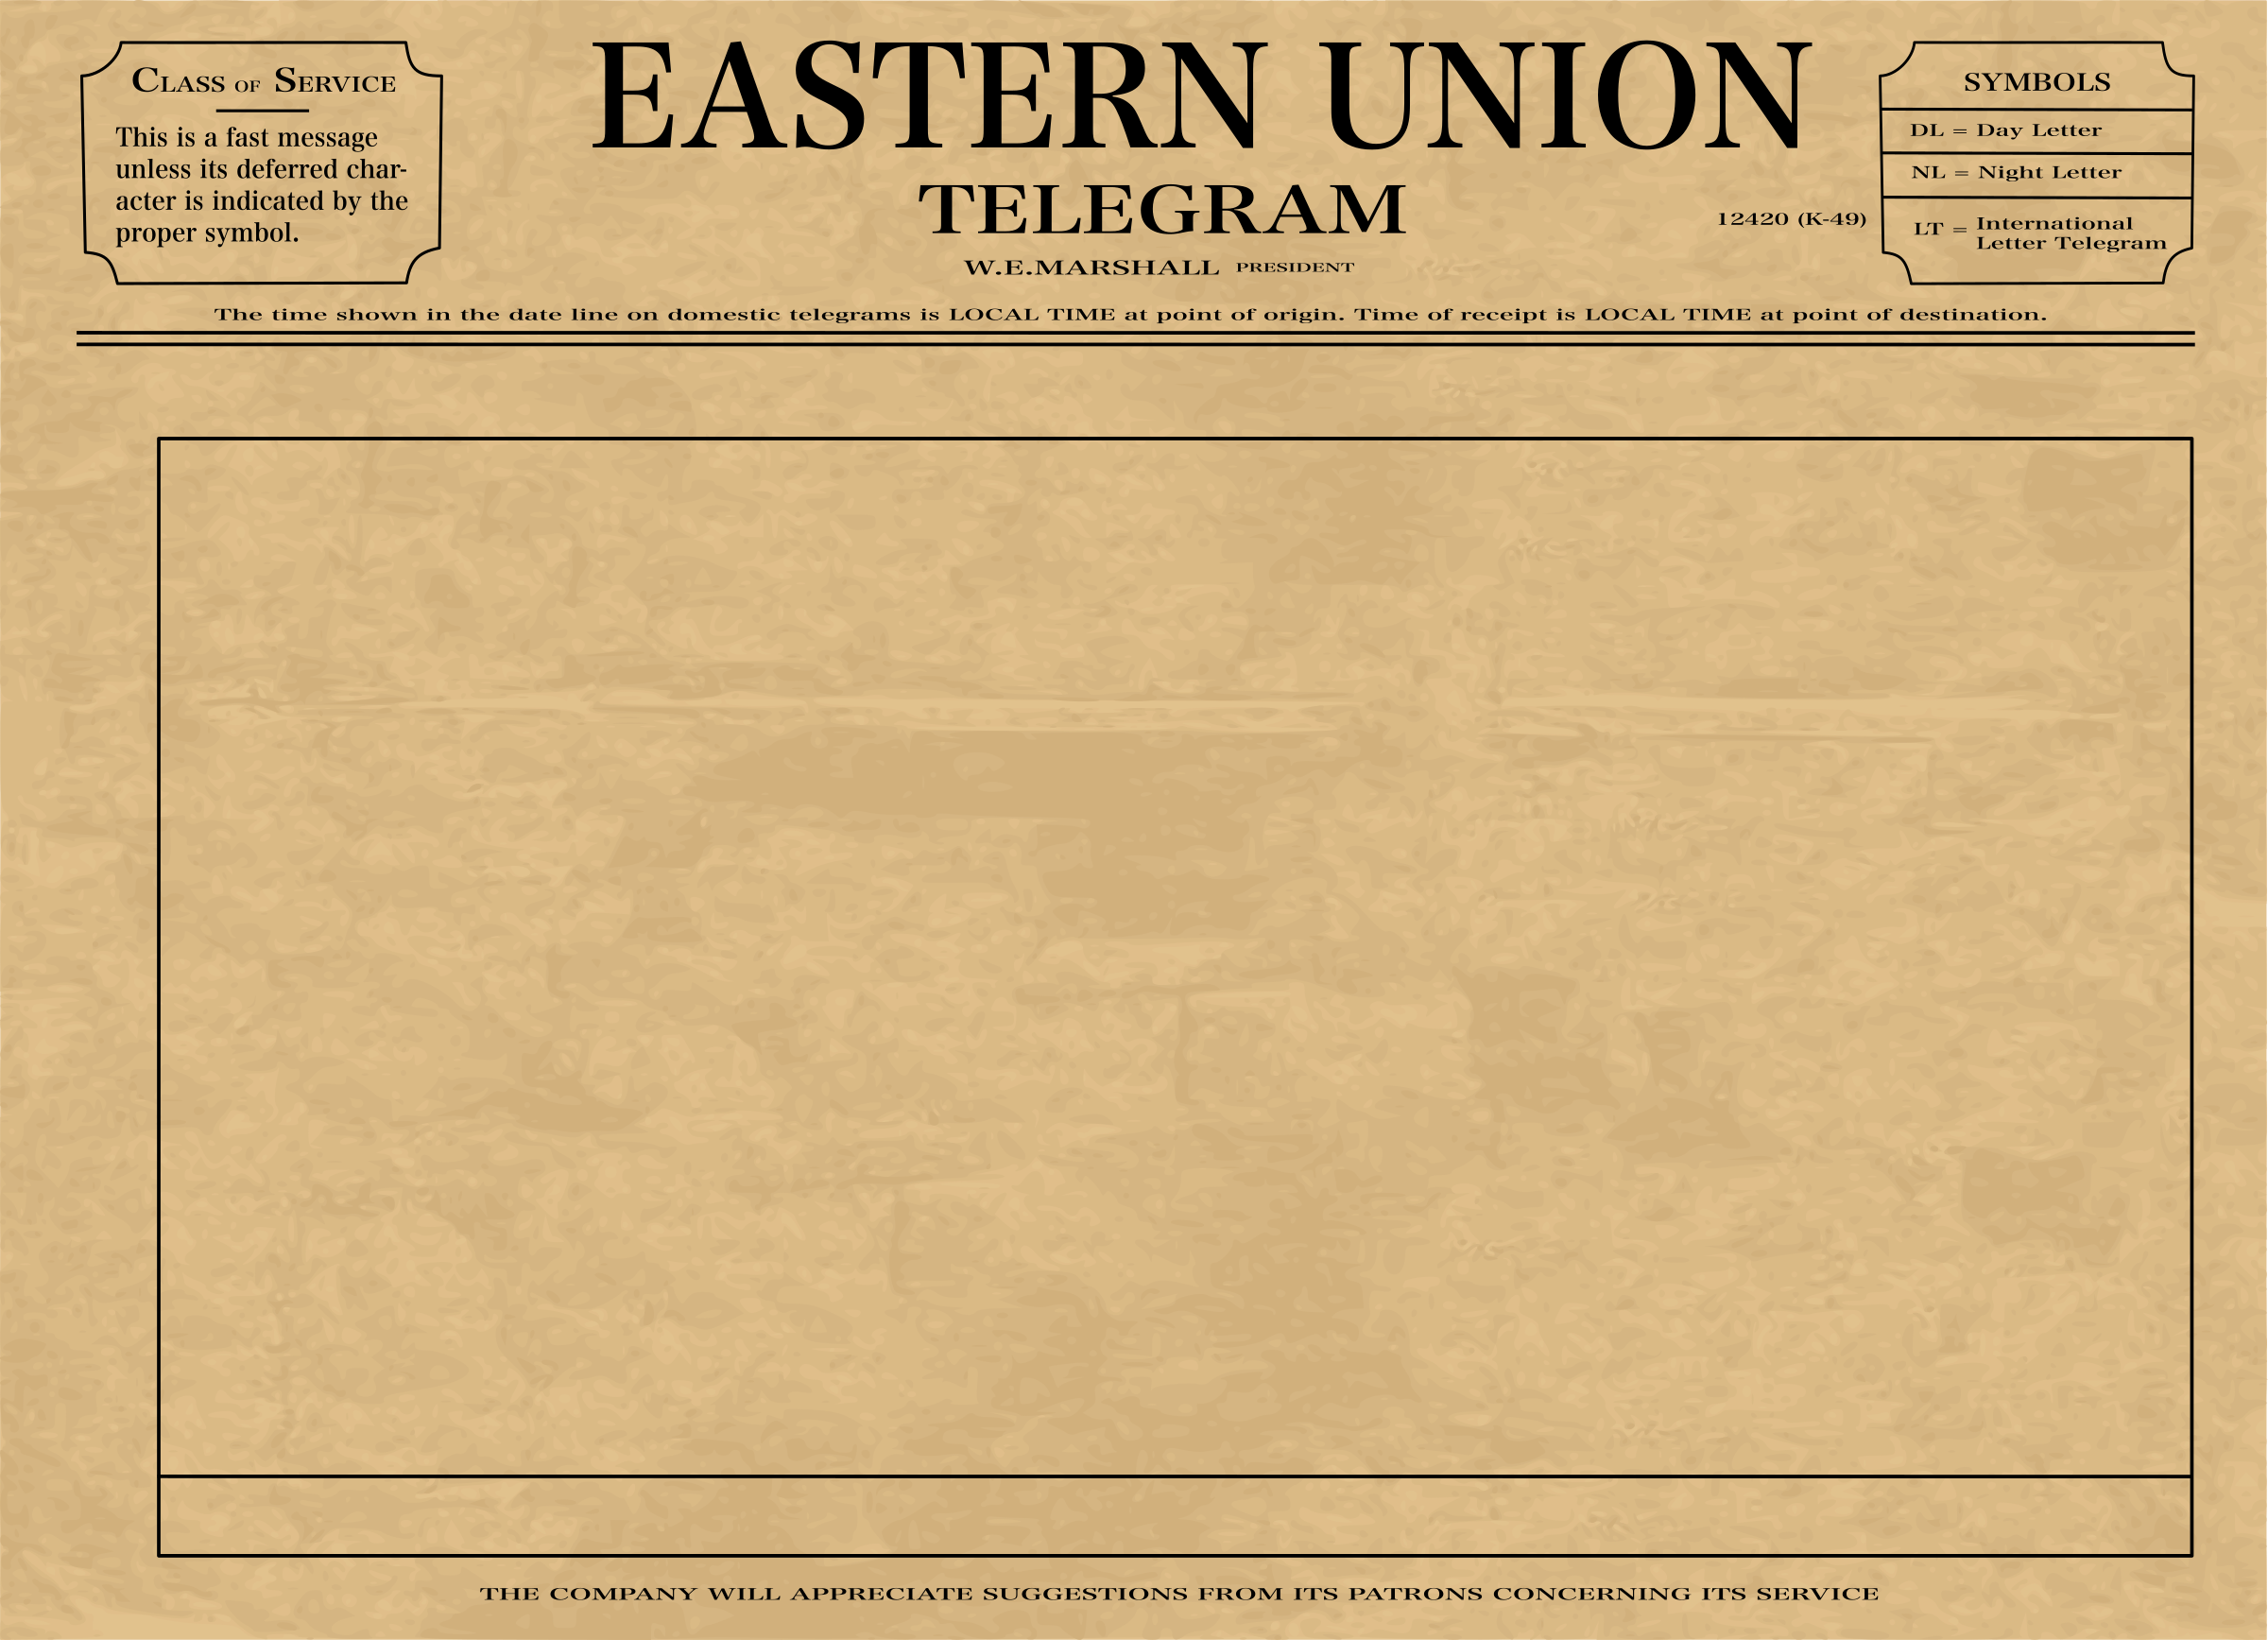 CLASS OF SERVICE
This is a fast message
unless its deferred char-
acter is indicated by the
proper symbol.
EASTERN UNION
TELEGRAM
W.E.MARSHALL PRESIDENT
12420 (K-49)
SYMBOLS
DL = Day Letter
NL = Night Letter
LT = International
Letter Telegram
The time shown in the date line on domestic telegrams is LOCAL TIME at point of origin. Time of receipt is LOCAL TIME at point of destination.
THE COMPANY WILL APPRECIATE SUGGESTIONS FROM ITS PATRONS CONCERNING ITS SERVICE